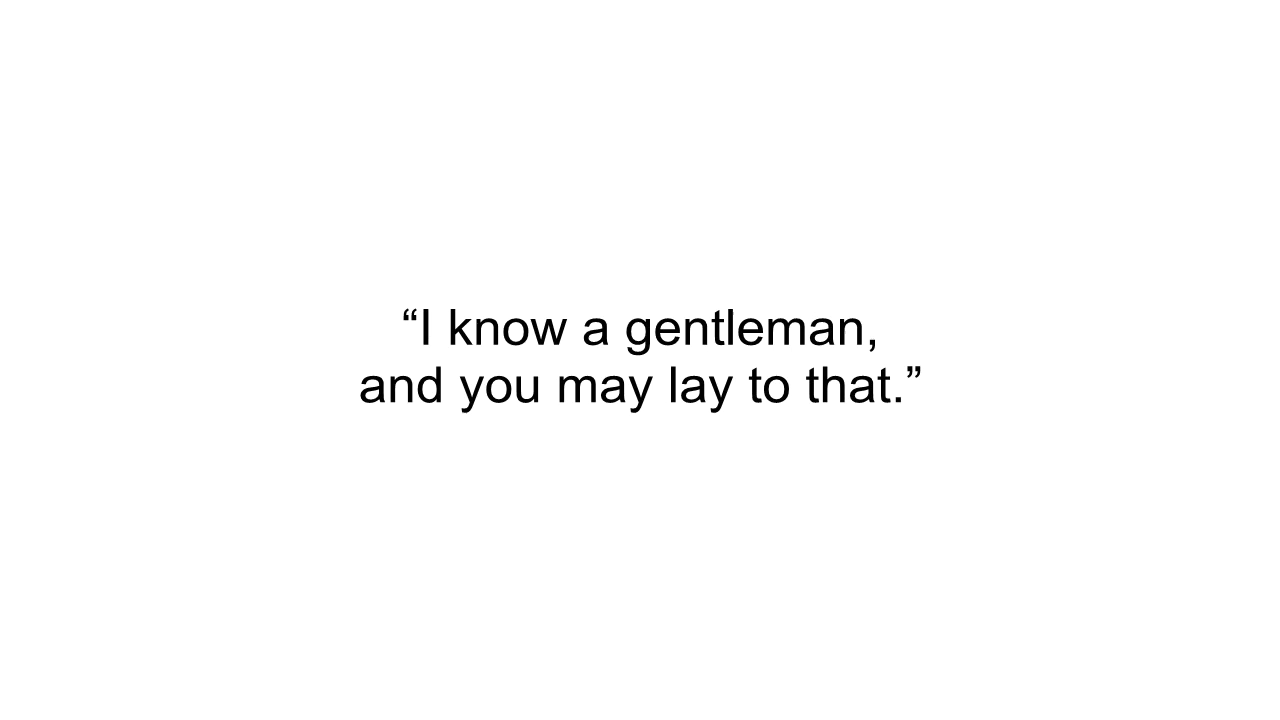 “I know a gentleman,
and you may lay to that.”